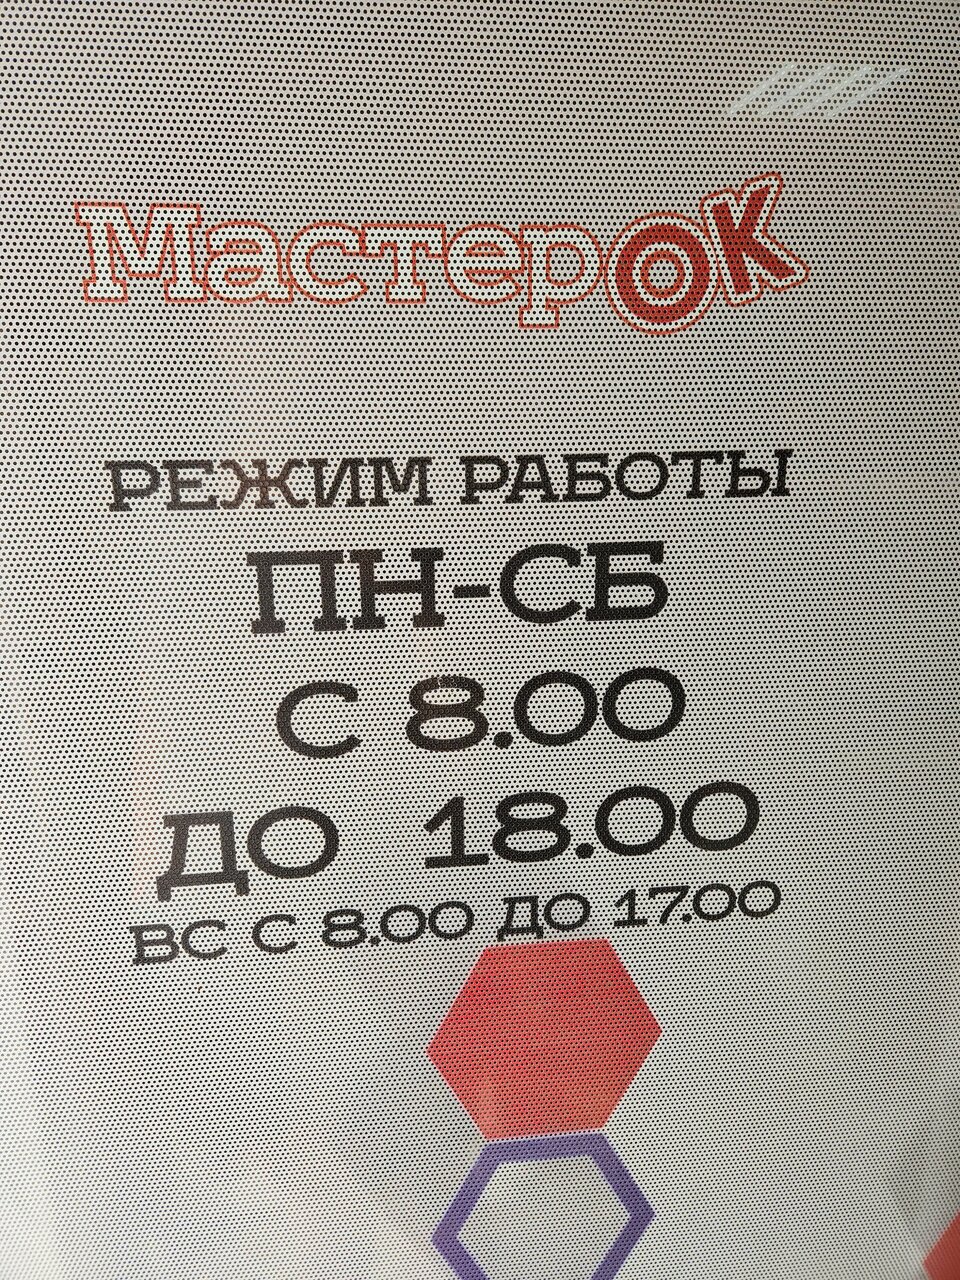 МастерОК
РЕЖИМ РАБОТЫ
ПН-СБ
С 8.00
ДО 18.00
ВС С 8.00 ДО 17.00